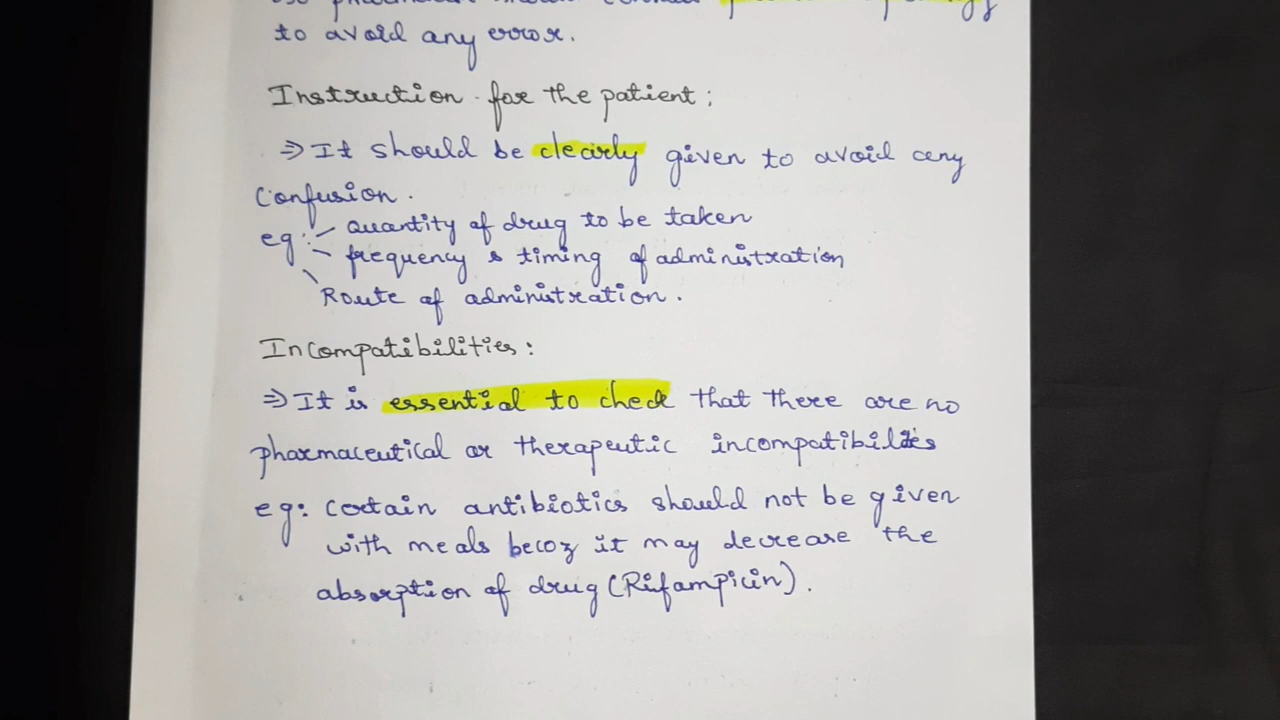 to avoid any error.
Instruction for the patient:
⇒ It should be clearly given to avoid any
confusion.
eg:- quantity of drug to be taken
- frequency & timing of administration
\ Route of administration.
Incompatibilities:
⇒ It is essential to check that there are no
pharmaceutical or therapeutic incompatibilities
eg: certain antibiotics should not be given
with meals becoz it may decrease the
absorption of drug (Rifampicin).